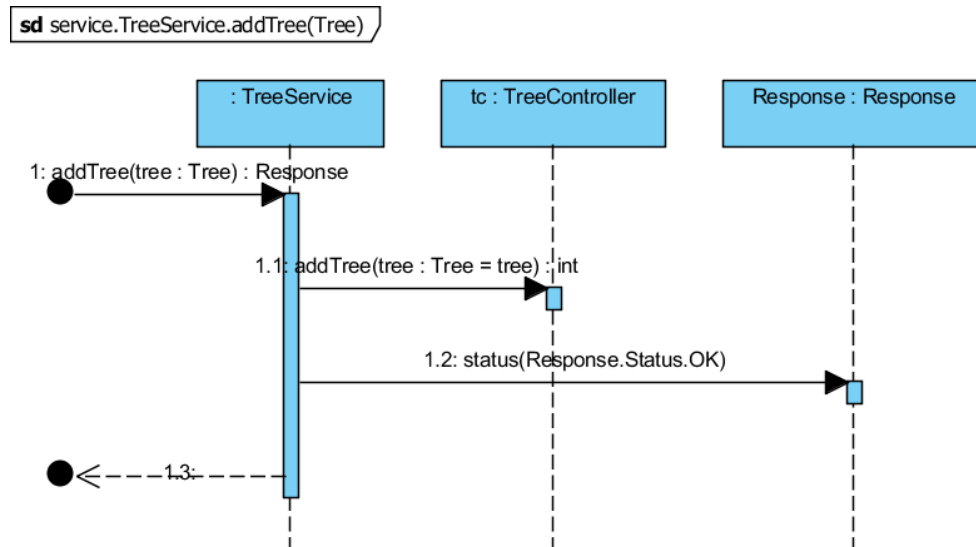 sd service.TreeService.addTree(Tree)
: TreeService
tc : TreeController
Response : Response
1: addTree(tree : Tree) : Response
1.1: addTree(tree : Tree = tree) : int
1.2: status(Response.Status.OK)
1.3: